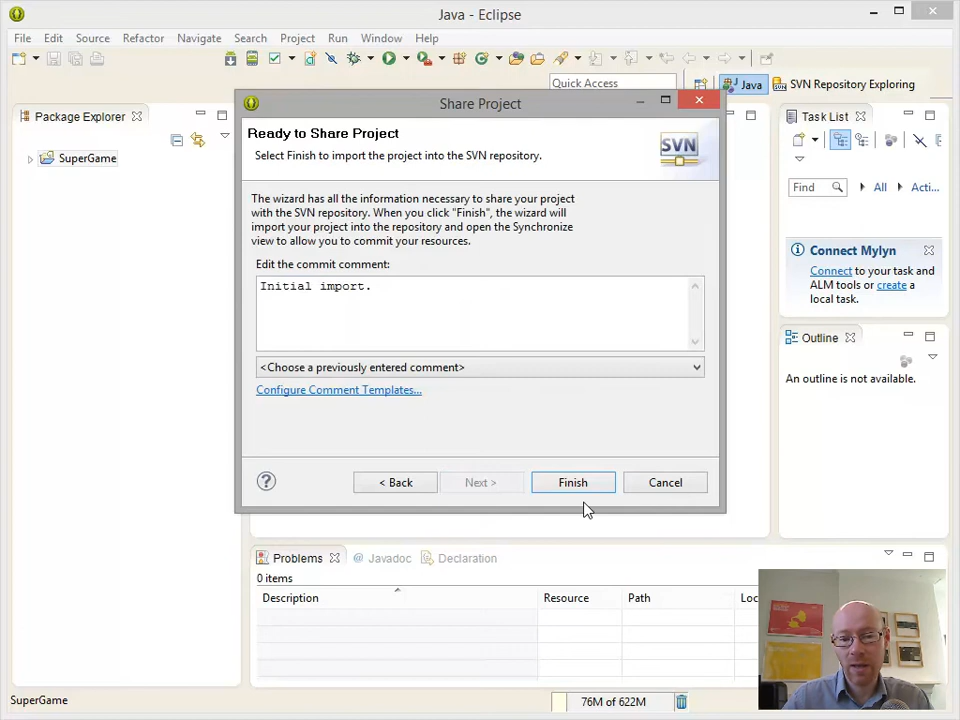 Java - Eclipse
File Edit Source Refactor Navigate Search Project Run Window Help
Quick Access
Java
SVN Repository Exploring
Package Explorer
SuperGame
Share Project
Ready to Share Project
Select Finish to import the project into the SVN repository.
SVN
The wizard has all the information necessary to share your project
with the SVN repository. When you click "Finish", the wizard will
import your project into the repository and open the Synchronize
view to allow you to commit your resources.
Edit the commit comment:
Initial import.
<Choose a previously entered comment>
Configure Comment Templates...
< Back
Next >
Finish
Cancel
Task List
Find
All
Acti...
Connect Mylyn
Connect to your task and
ALM tools or create a
local task.
Outline
An outline is not available.
Problems
@ Javadoc
Declaration
0 items
Description Resource Path Loc
SuperGame
76M of 622M